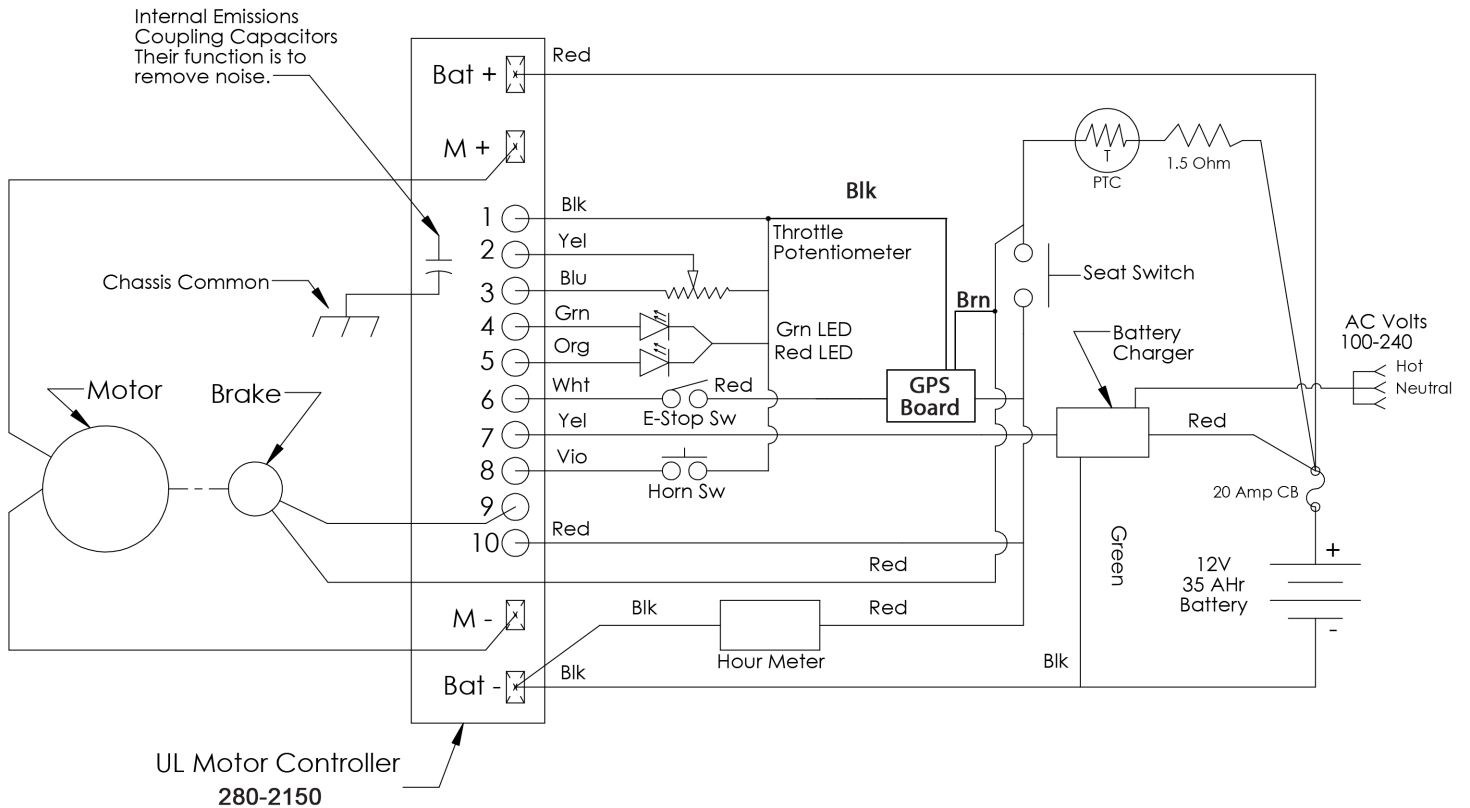 Internal Emissions
Coupling Capacitors
Their function is to
remove noise.
Bat +
Red
M +
1
Blk
Blk
2
Yel
Throttle
Potentiometer
3
Blu
Chassis Common
4
Grn
5
Org
Grn LED
Red LED
6
Wht
Red
E-Stop Sw
7
Yel
8
Vio
Horn Sw
9
10
Red
Red
M -
Bat -
Blk
Blk
Red
Hour Meter
Blk
PTC
T
1.5 Ohm
Seat Switch
Brn
GPS
Board
Battery
Charger
AC Volts
100-240
Hot
Neutral
Red
20 Amp CB
Green
12V
35 AHr
Battery
+
-
Motor
Brake
UL Motor Controller
280-2150